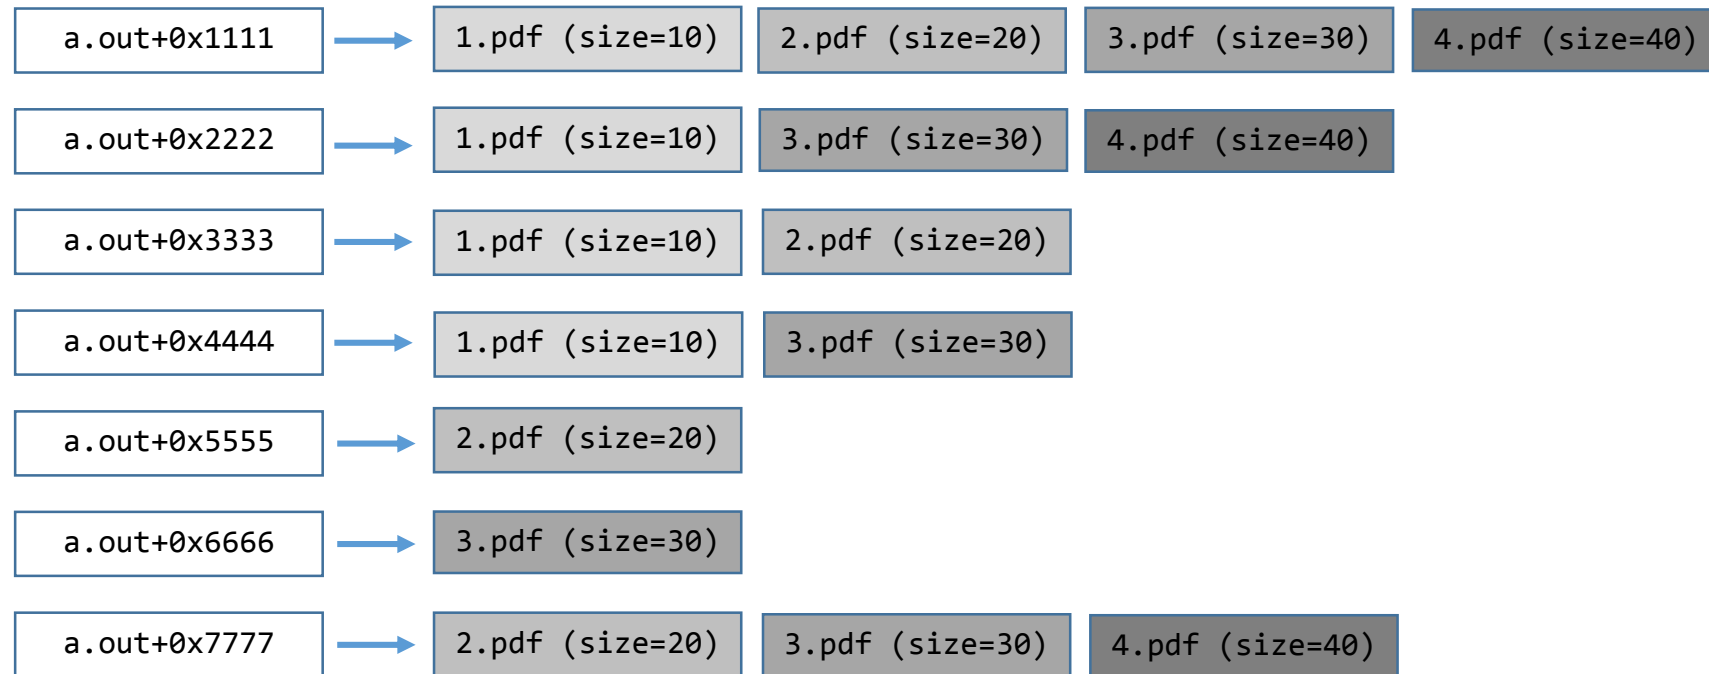 a.out+0x1111 1.pdf (size=10) 2.pdf (size=20) 3.pdf (size=30) 4.pdf (size=40)
a.out+0x2222 1.pdf (size=10) 3.pdf (size=30) 4.pdf (size=40)
a.out+0x3333 1.pdf (size=10) 2.pdf (size=20)
a.out+0x4444 1.pdf (size=10) 3.pdf (size=30)
a.out+0x5555 2.pdf (size=20)
a.out+0x6666 3.pdf (size=30)
a.out+0x7777 2.pdf (size=20) 3.pdf (size=30) 4.pdf (size=40)